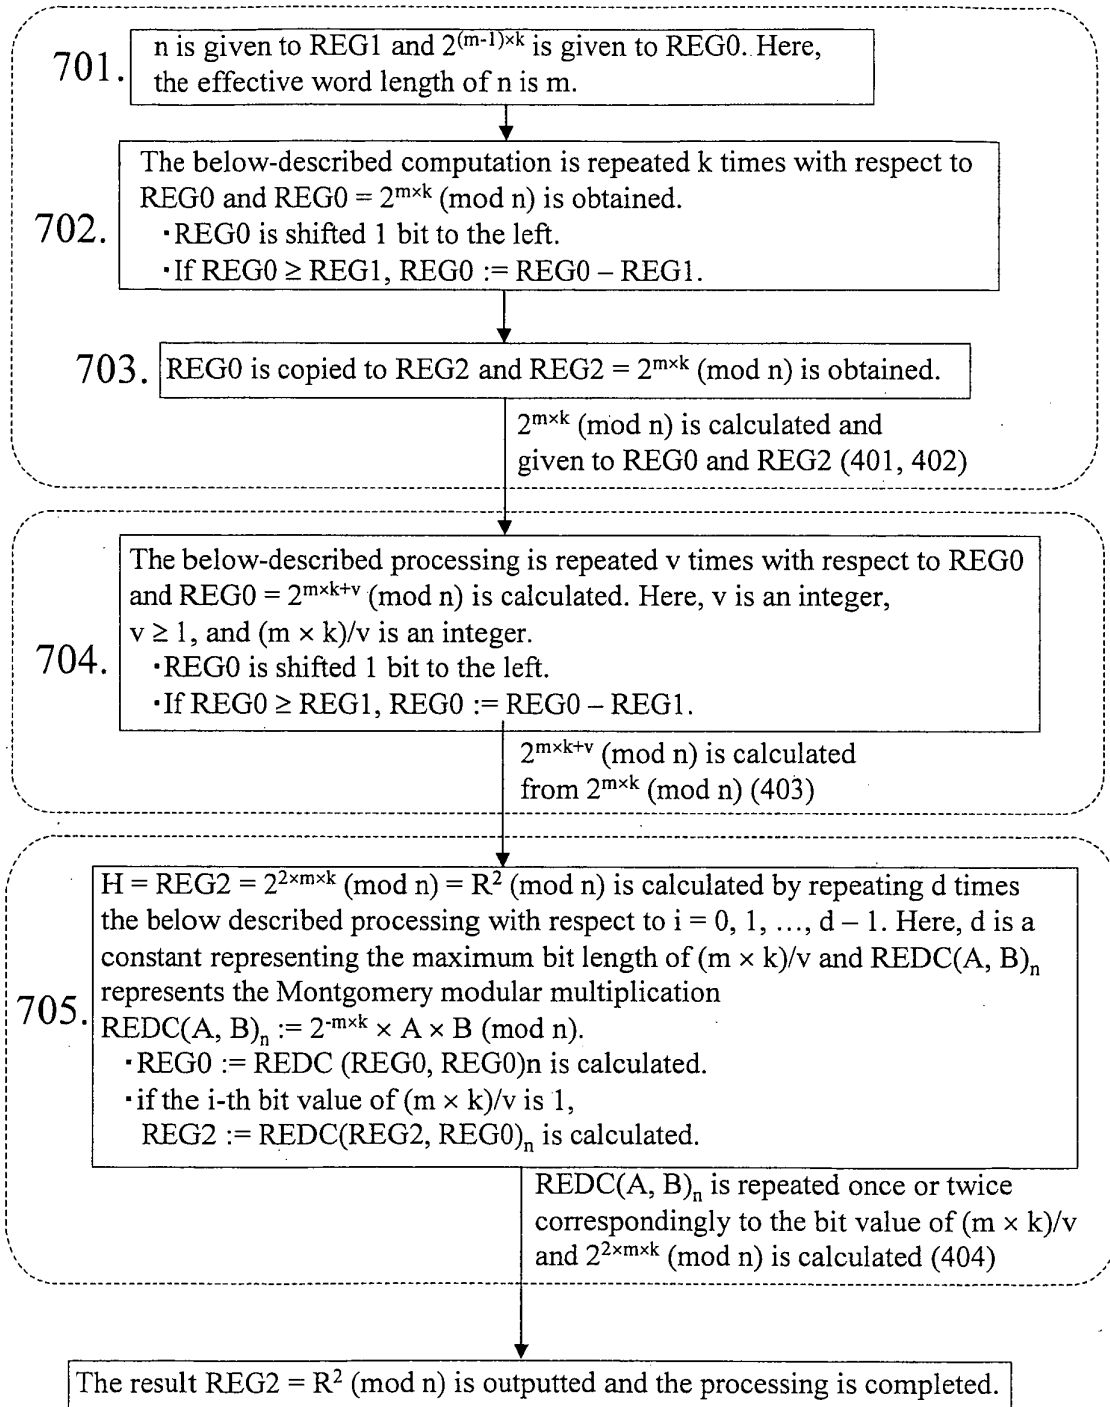 701.
n is given to REG1 and 2^(m-1)×k is given to REG0. Here,
the effective word length of n is m.
702.
The below-described computation is repeated k times with respect to
REG0 and REG0 = 2^m×k (mod n) is obtained.
・REG0 is shifted 1 bit to the left.
・If REG0 ≥ REG1, REG0 := REG0 – REG1.
703.
REG0 is copied to REG2 and REG2 = 2^m×k (mod n) is obtained.
2^m×k (mod n) is calculated and
given to REG0 and REG2 (401, 402)
704.
The below-described processing is repeated v times with respect to REG0
and REG0 = 2^m×k+v (mod n) is calculated. Here, v is an integer,
v ≥ 1, and (m × k)/v is an integer.
・REG0 is shifted 1 bit to the left.
・If REG0 ≥ REG1, REG0 := REG0 – REG1.
2^m×k+v (mod n) is calculated
from 2^m×k (mod n) (403)
705.
H = REG2 = 2^2×m×k (mod n) = R^2 (mod n) is calculated by repeating d times
the below described processing with respect to i = 0, 1, …, d – 1. Here, d is a
constant representing the maximum bit length of (m × k)/v and REDC(A, B)_n
represents the Montgomery modular multiplication
REDC(A, B)_n := 2^-m×k × A × B (mod n).
・REG0 := REDC (REG0, REG0)n is calculated.
・if the i-th bit value of (m × k)/v is 1,
REG2 := REDC(REG2, REG0)_n is calculated.
REDC(A, B)_n is repeated once or twice
correspondingly to the bit value of (m × k)/v
and 2^2×m×k (mod n) is calculated (404)
The result REG2 = R^2 (mod n) is outputted and the processing is completed.